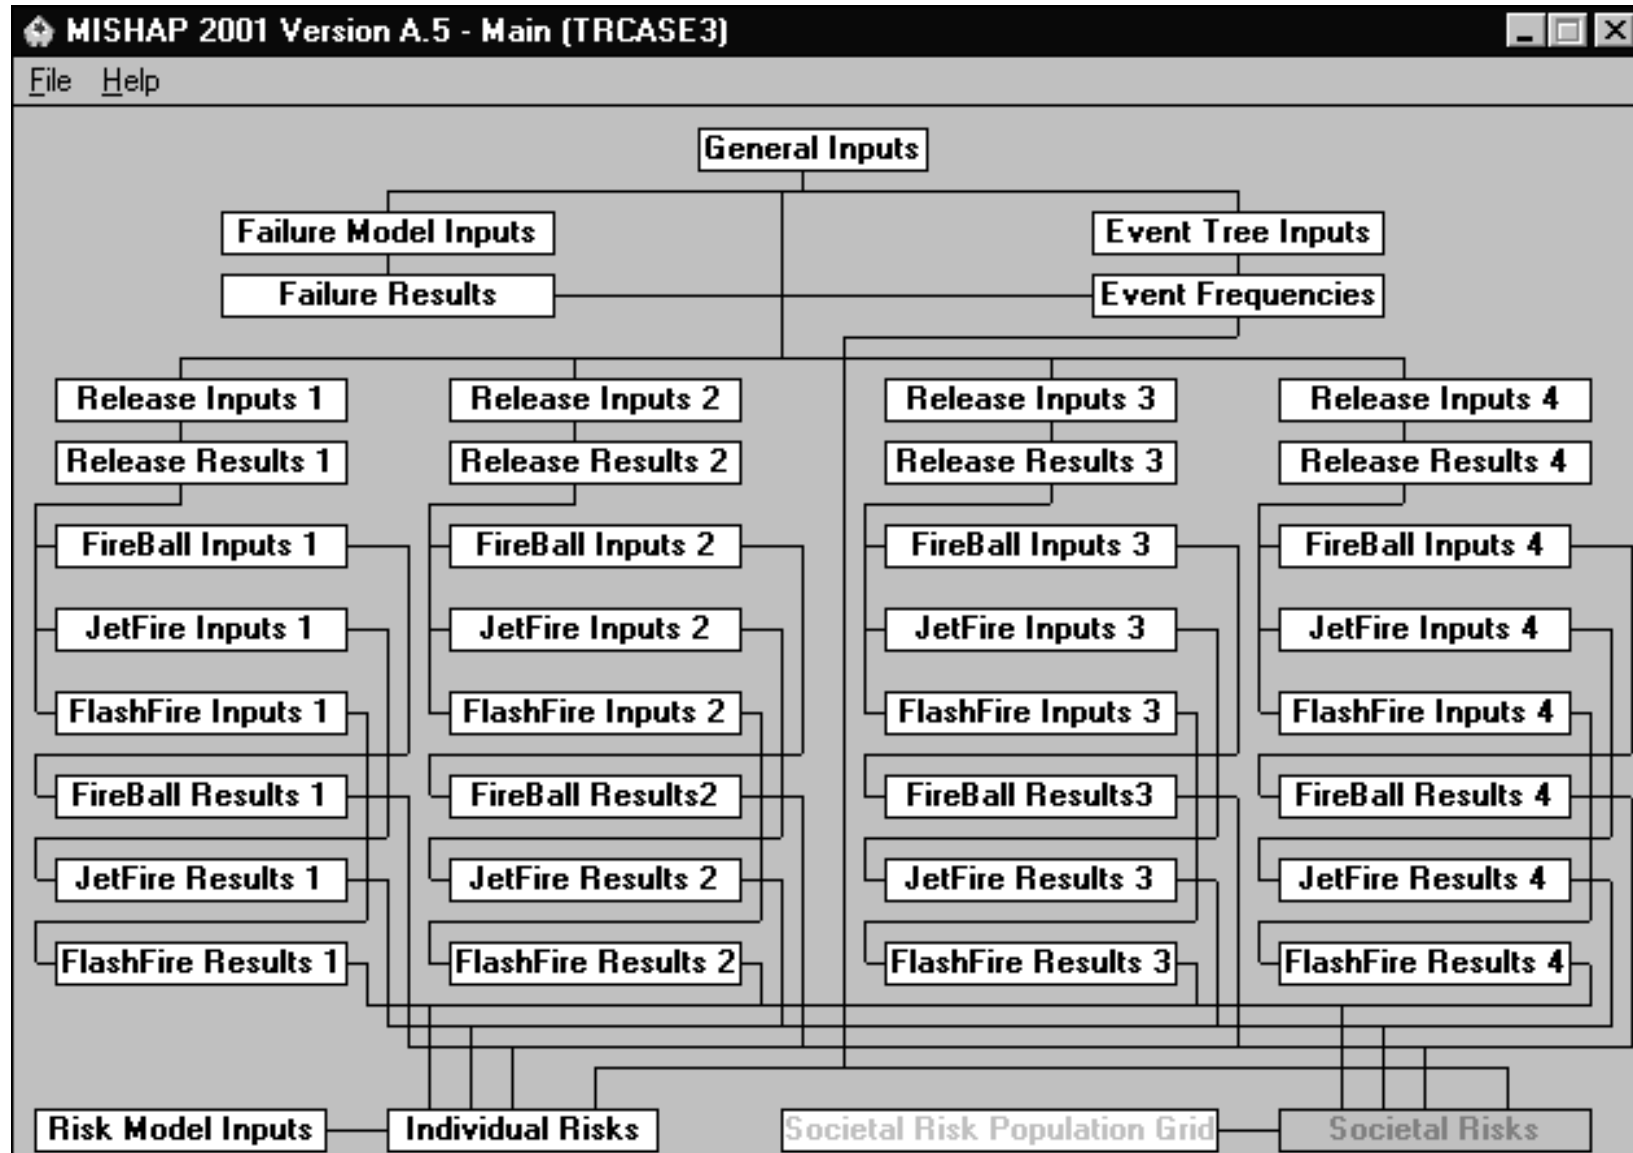 MISHAP 2001 Version A.5 - Main (TRCASE3)
File Help
General Inputs
Failure Model Inputs Event Tree Inputs
Failure Results Event Frequencies
Release Inputs 1 Release Inputs 2 Release Inputs 3 Release Inputs 4
Release Results 1 Release Results 2 Release Results 3 Release Results 4
FireBall Inputs 1 FireBall Inputs 2 FireBall Inputs 3 FireBall Inputs 4
JetFire Inputs 1 JetFire Inputs 2 JetFire Inputs 3 JetFire Inputs 4
FlashFire Inputs 1 FlashFire Inputs 2 FlashFire Inputs 3 FlashFire Inputs 4
FireBall Results 1 FireBall Results2 FireBall Results3 FireBall Results 4
JetFire Results 1 JetFire Results 2 JetFire Results 3 JetFire Results 4
FlashFire Results 1 FlashFire Results 2 FlashFire Results 3 FlashFire Results 4
Risk Model Inputs Individual Risks Societal Risk Population Grid Societal Risks